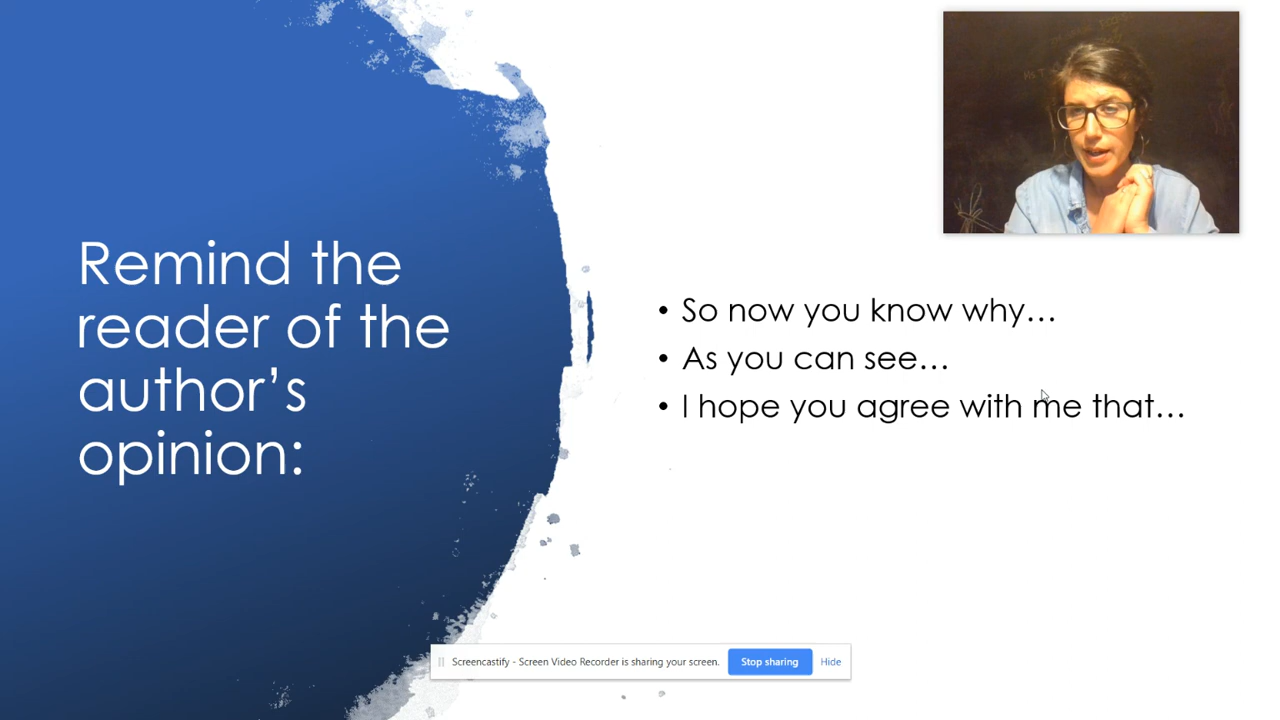 Remind the
reader of the
author’s
opinion:
• So now you know why…
• As you can see…
• I hope you agree with me that…
Screencastify - Screen Video Recorder is sharing your screen. Stop sharing Hide